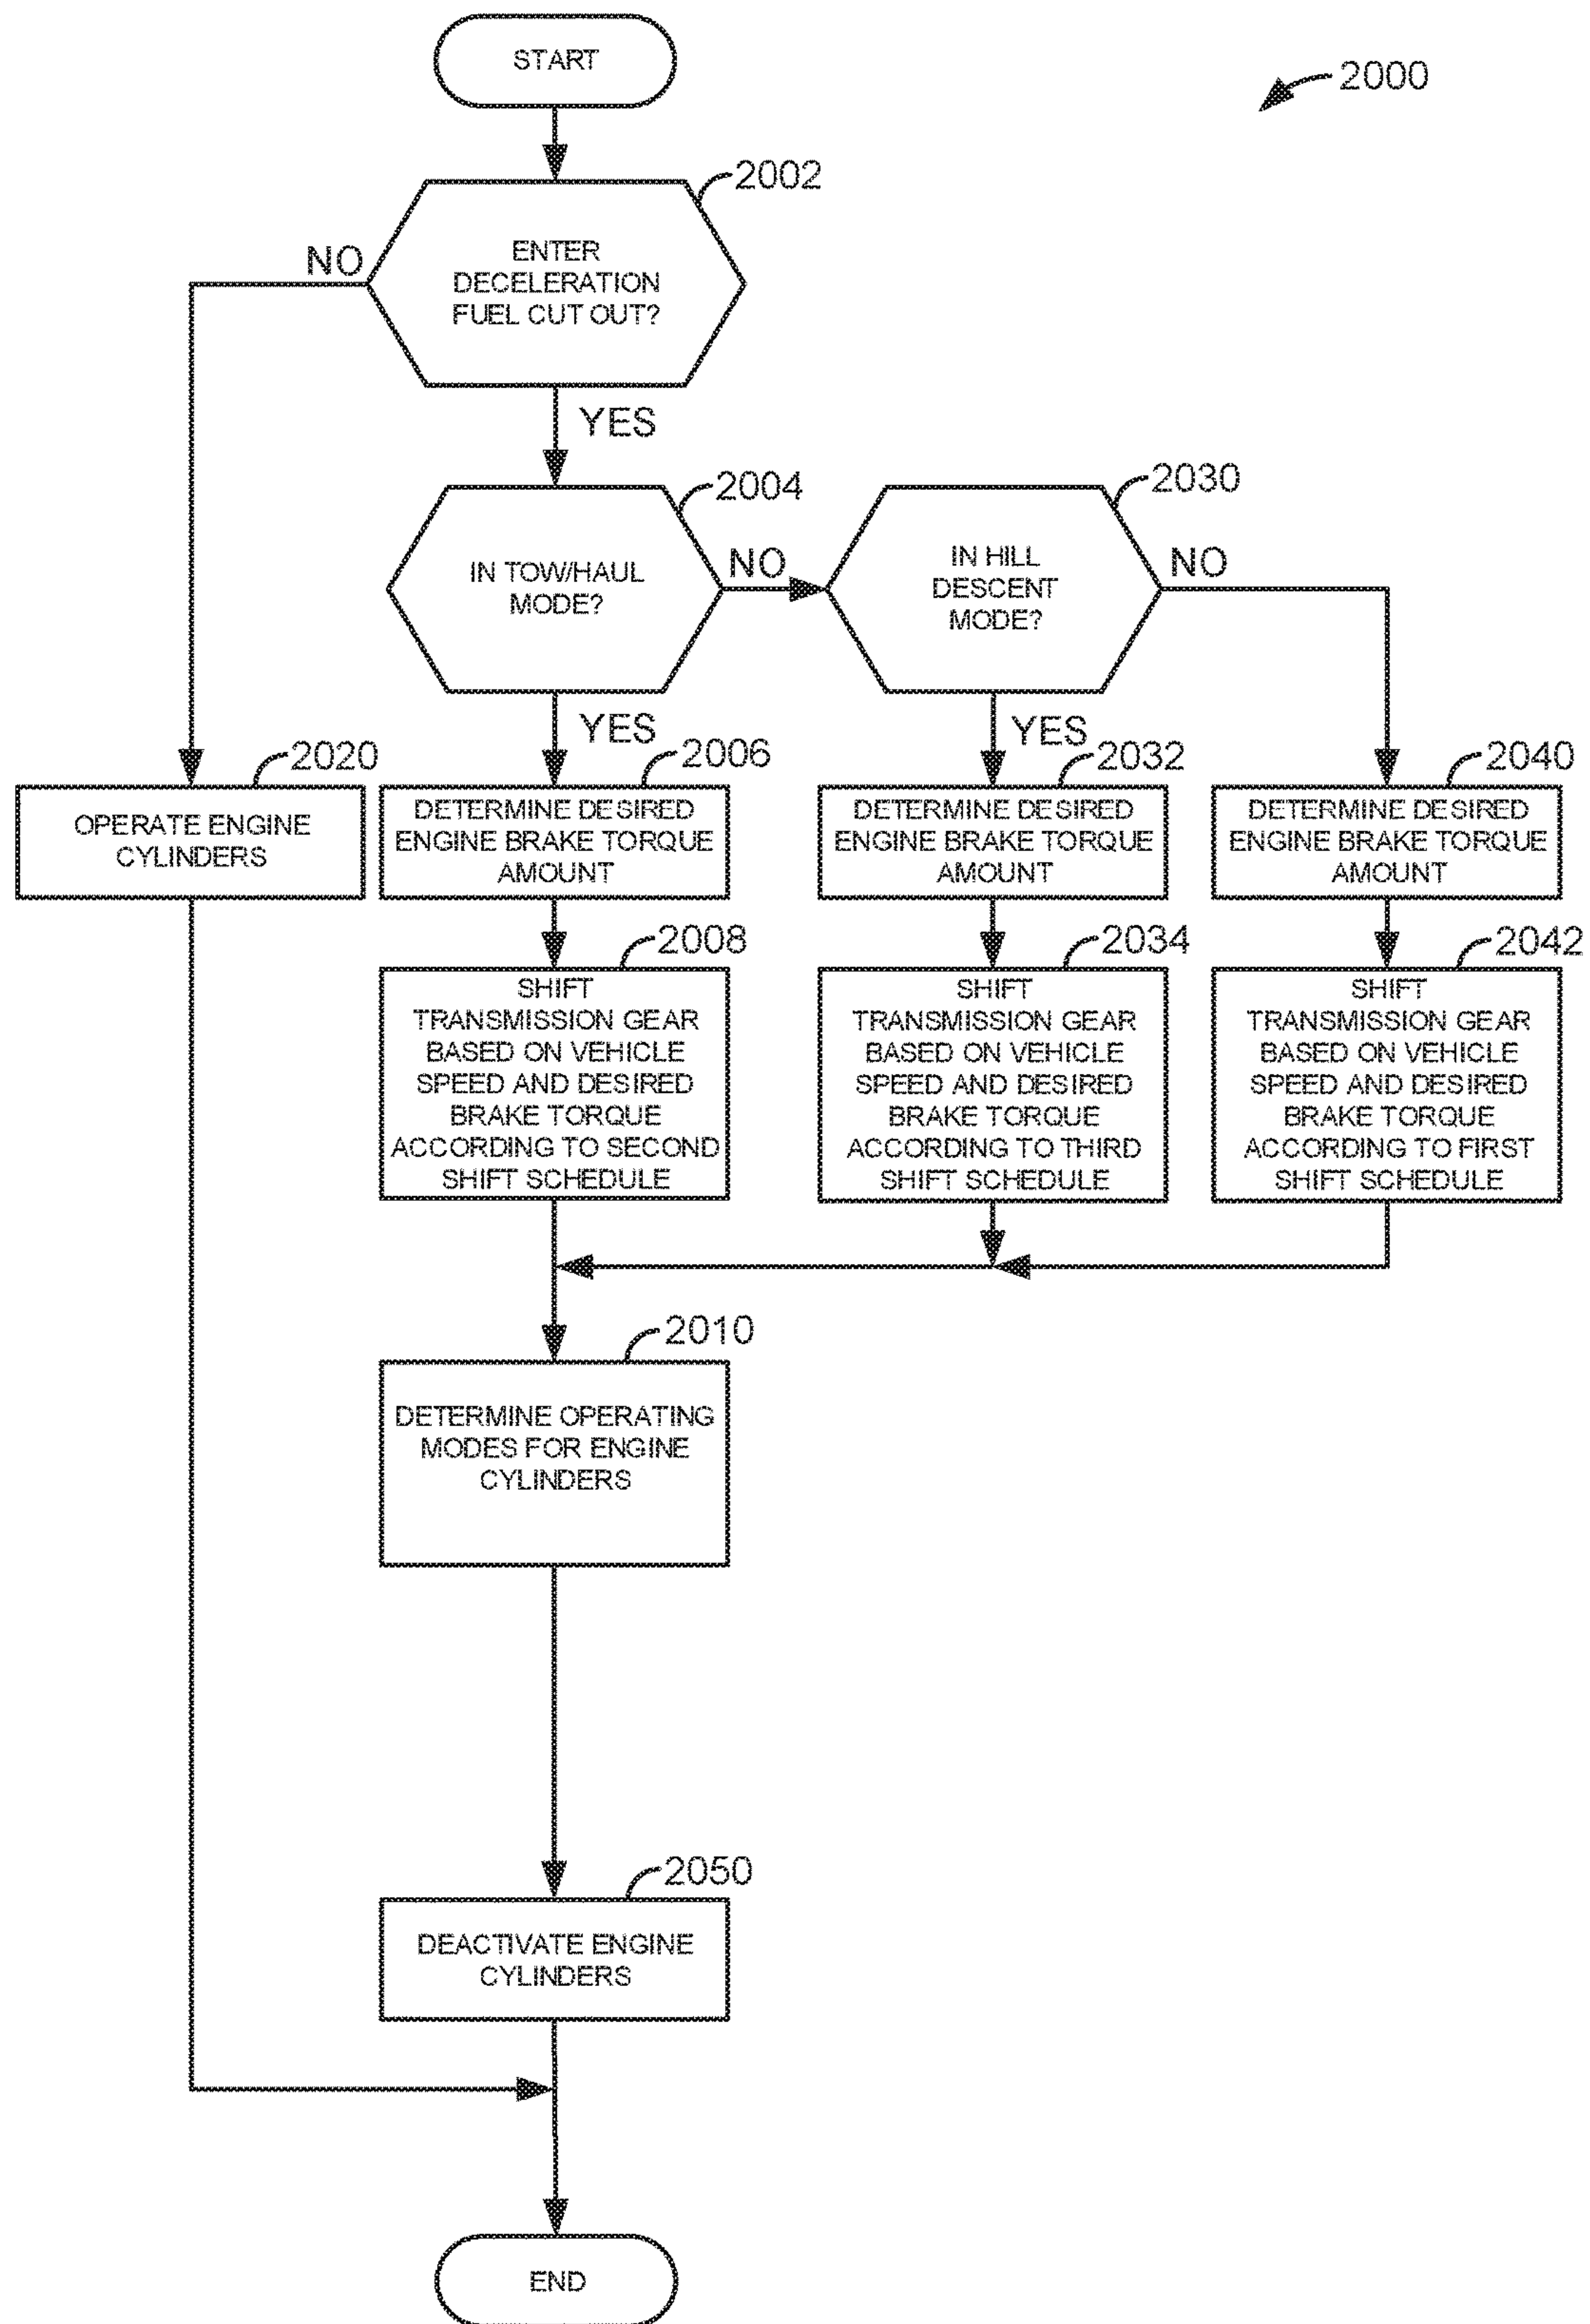 START
2000
2002
ENTER
DECELERATION
FUEL CUT OUT?
NO
YES
2004
IN TOW/HAUL
MODE?
NO
2030
IN HILL
DESCENT
MODE?
NO
YES
YES
2020
OPERATE ENGINE
CYLINDERS
2006
DETERMINE DESIRED
ENGINE BRAKE TORQUE
AMOUNT
2032
DETERMINE DESIRED
ENGINE BRAKE TORQUE
AMOUNT
2040
DETERMINE DESIRED
ENGINE BRAKE TORQUE
AMOUNT
2008
SHIFT
TRANSMISSION GEAR
BASED ON VEHICLE
SPEED AND DESIRED
BRAKE TORQUE
ACCORDING TO SECOND
SHIFT SCHEDULE
2034
SHIFT
TRANSMISSION GEAR
BASED ON VEHICLE
SPEED AND DESIRED
BRAKE TORQUE
ACCORDING TO THIRD
SHIFT SCHEDULE
2042
SHIFT
TRANSMISSION GEAR
BASED ON VEHICLE
SPEED AND DESIRED
BRAKE TORQUE
ACCORDING TO FIRST
SHIFT SCHEDULE
2010
DETERMINE OPERATING
MODES FOR ENGINE
CYLINDERS
2050
DEACTIVATE ENGINE
CYLINDERS
END